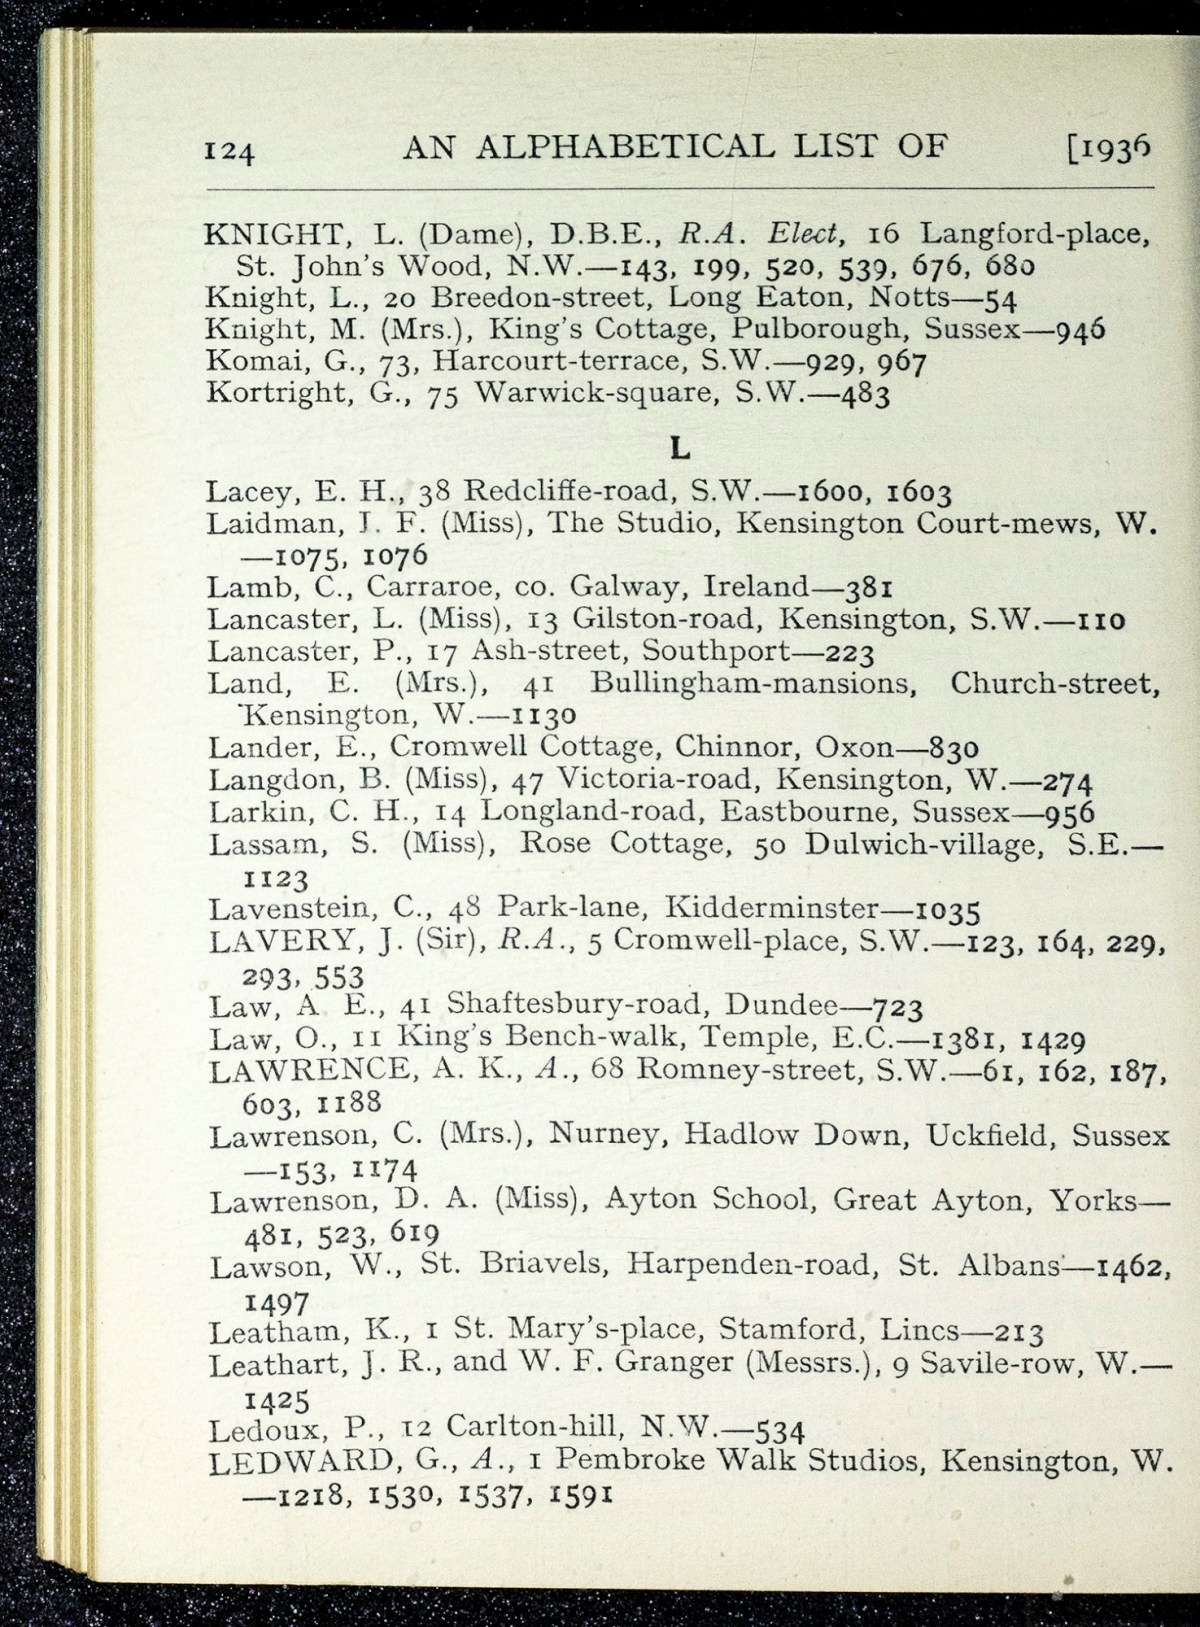 124 AN ALPHABETICAL LIST OF [1936
KNIGHT, L. (Dame), D.B.E., R.A. Elect, 16 Langford-place,
St. John's Wood, N.W.—143, 199, 520, 539, 676, 680
Knight, L., 20 Breedon-street, Long Eaton, Notts—54
Knight, M. (Mrs.), King's Cottage, Pulborough, Sussex—946
Komai, G., 73, Harcourt-terrace, S.W.—929, 967
Kortright, G., 75 Warwick-square, S.W.—483
L
Lacey, E. H., 38 Redcliffe-road, S.W.—1600, 1603
Laidman, J. F. (Miss), The Studio, Kensington Court-mews, W.
—1075, 1076
Lamb, C., Carraroe, co. Galway, Ireland—381
Lancaster, L. (Miss), 13 Gilston-road, Kensington, S.W.—110
Lancaster, P., 17 Ash-street, Southport—223
Land, E. (Mrs.), 41 Bullingham-mansions, Church-street,
Kensington, W.—1130
Lander, E., Cromwell Cottage, Chinnor, Oxon—830
Langdon, B. (Miss), 47 Victoria-road, Kensington, W.—274
Larkin, C. H., 14 Longland-road, Eastbourne, Sussex—956
Lassam, S. (Miss), Rose Cottage, 50 Dulwich-village, S.E.—
1123
Lavenstein, C., 48 Park-lane, Kidderminster—1035
LAVERY, J. (Sir), R.A., 5 Cromwell-place, S.W.—123, 164, 229,
293, 553
Law, A E., 41 Shaftesbury-road, Dundee—723
Law, O., 11 King's Bench-walk, Temple, E.C.—1381, 1429
LAWRENCE, A. K., A., 68 Romney-street, S.W.—61, 162, 187,
603, 1188
Lawrenson, C. (Mrs.), Nurney, Hadlow Down, Uckfield, Sussex
—153, 1174
Lawrenson, D. A. (Miss), Ayton School, Great Ayton, Yorks—
481, 523, 619
Lawson, W., St. Briavels, Harpenden-road, St. Albans—1462,
1497
Leatham, K., 1 St. Mary's-place, Stamford, Lincs—213
Leathart, J. R., and W. F. Granger (Messrs.), 9 Savile-row, W.—
1425
Ledoux, P., 12 Carlton-hill, N.W.—534
LEDWARD, G., A., 1 Pembroke Walk Studios, Kensington, W.
—1218, 1530, 1537, 1591